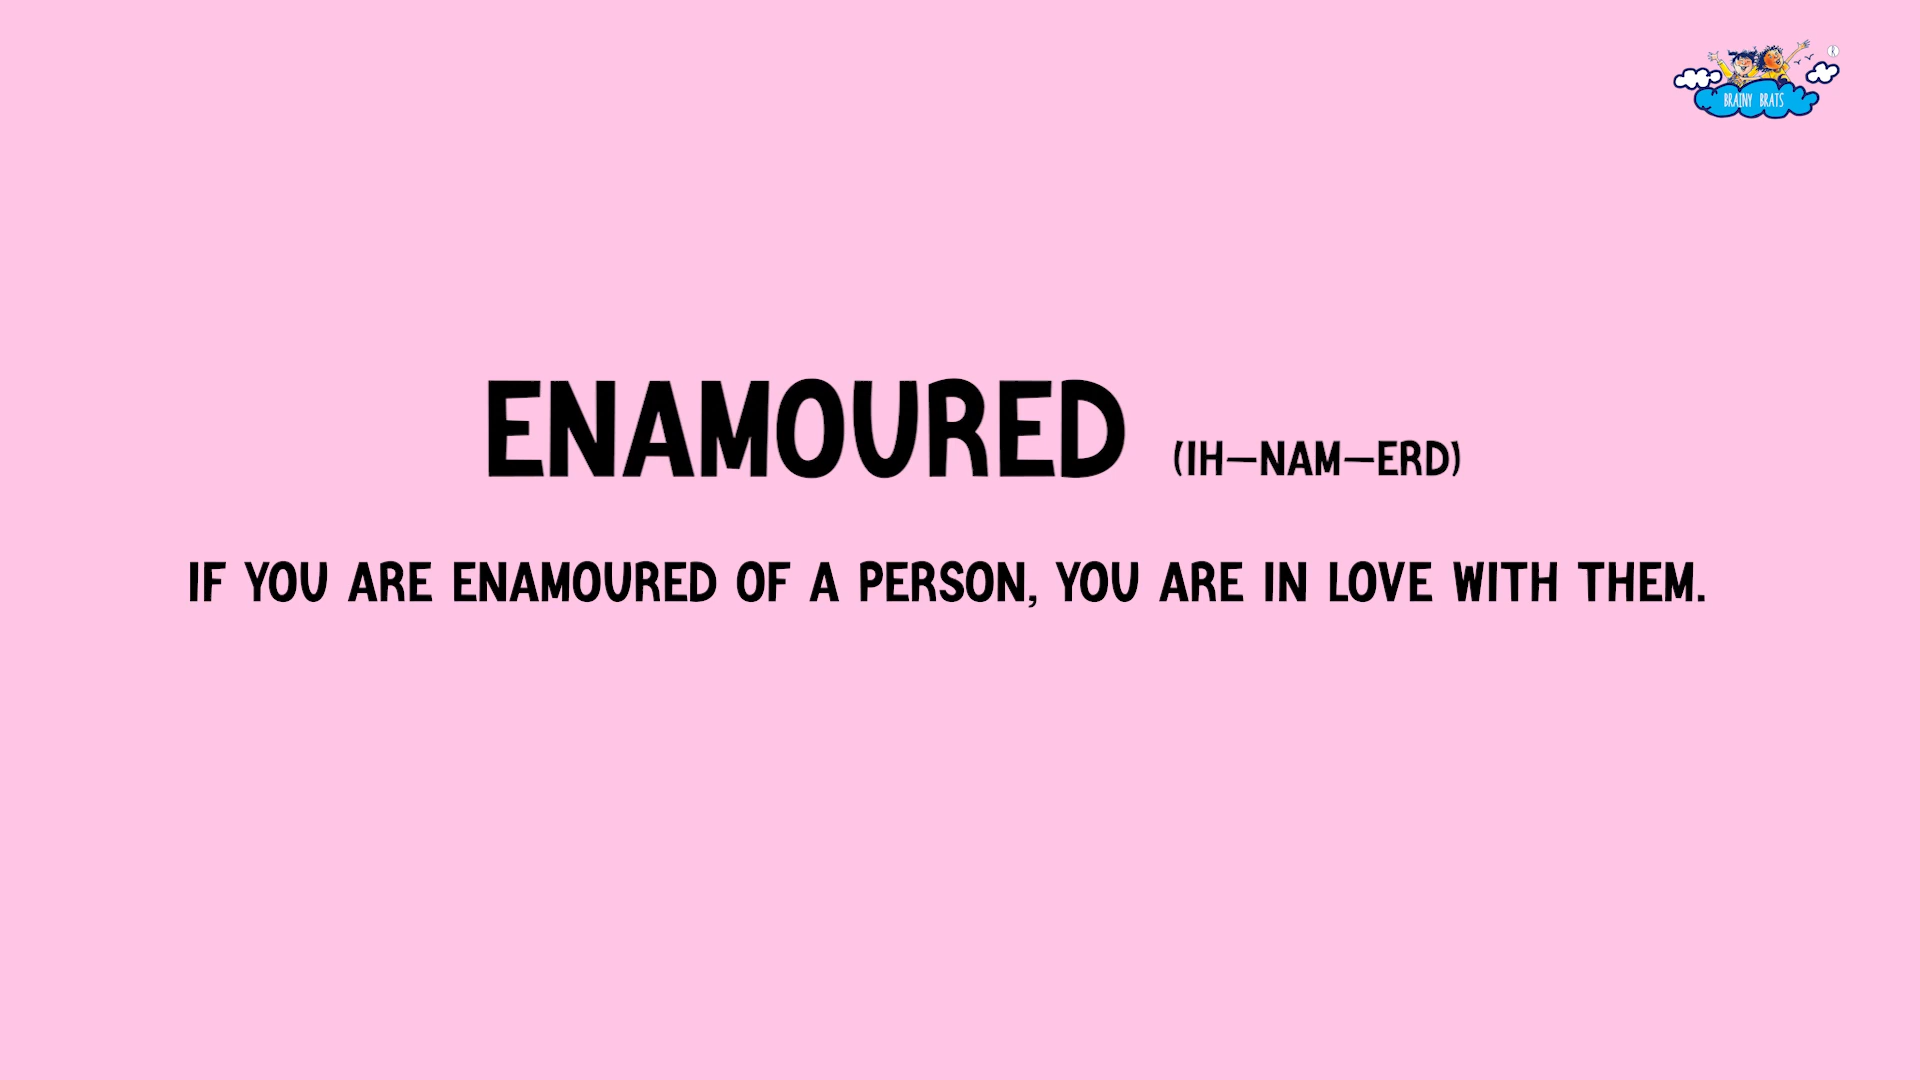 BRAINY BRATS
ENAMOURED (IH—NAM—ERD)
IF YOU ARE ENAMOURED OF A PERSON, YOU ARE IN LOVE WITH THEM.